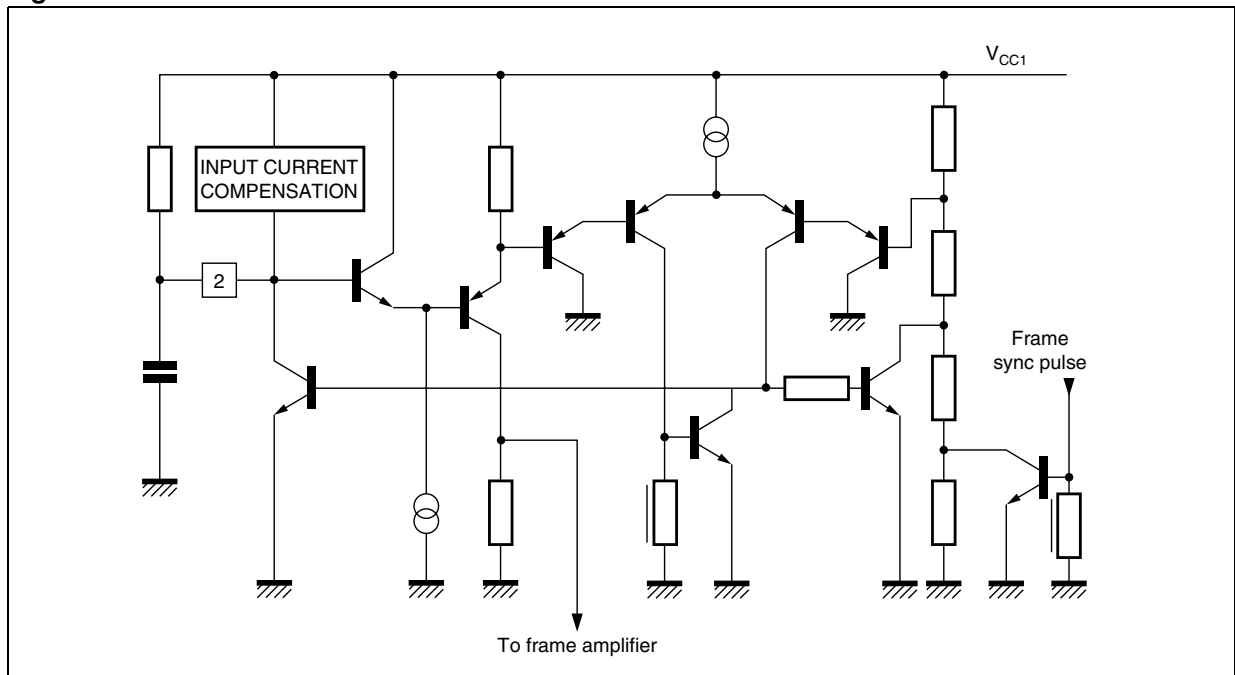 V_CC1
INPUT CURRENT
COMPENSATION
2
Frame
sync pulse
To frame amplifier